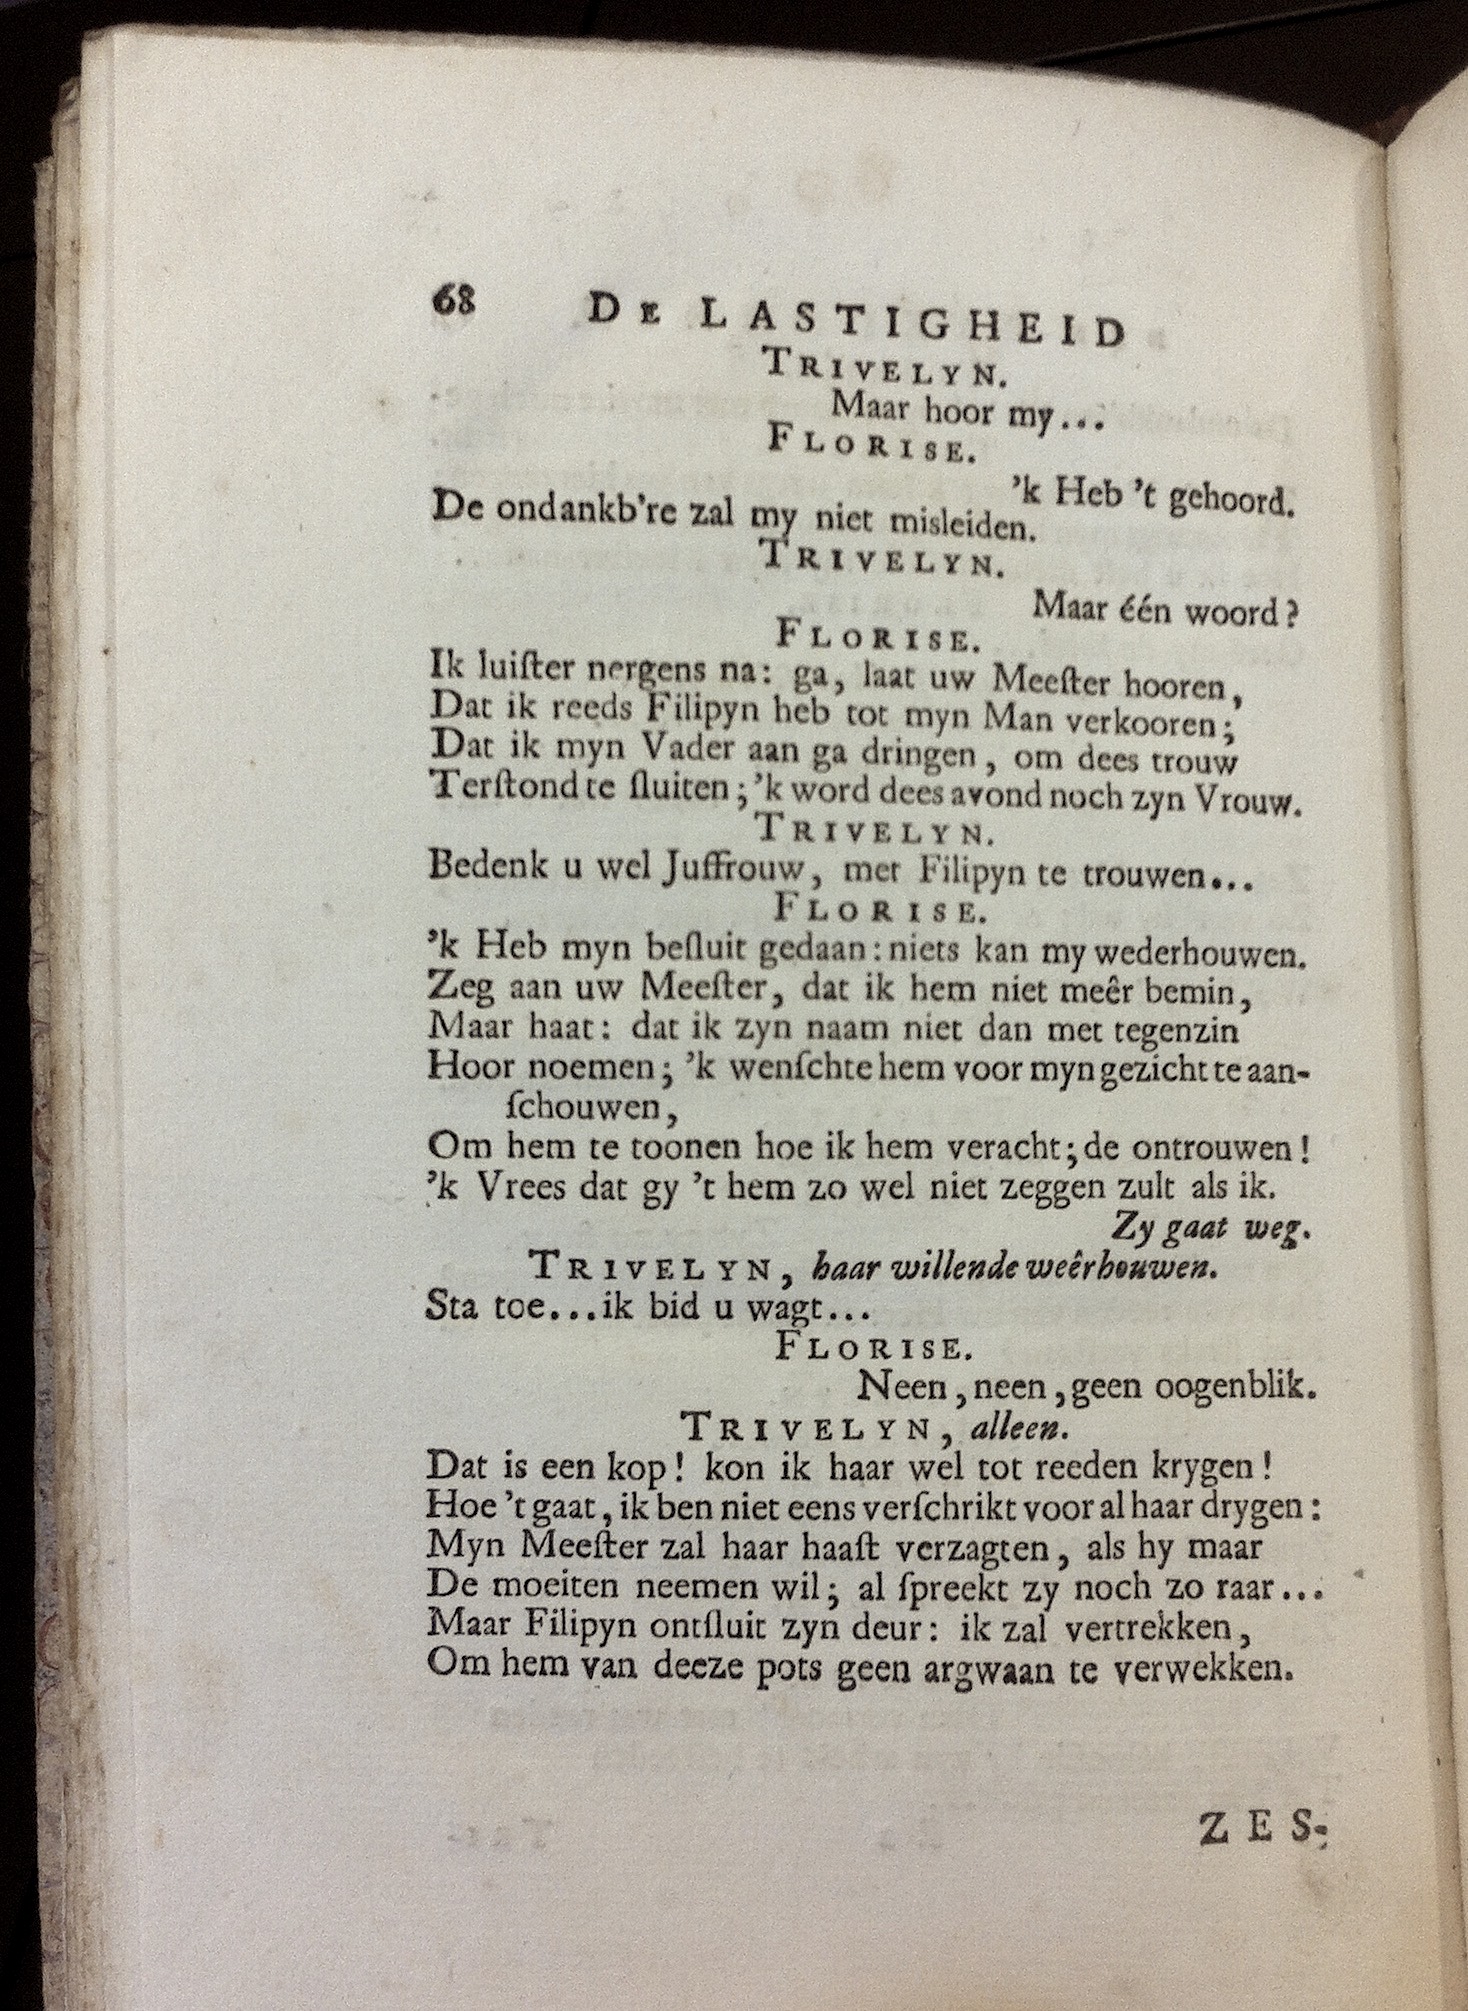 68 DE LASTIGHEID
TRIVELYN.
Maar hoor my...
FLORISE.
'k Heb 't gehoord.
De ondankb're zal my niet misleiden.
TRIVELYN.
Maar één woord?
FLORISE.
Ik luiſter nergens na: ga, laat uw Meeſter hooren,
Dat ik reeds Filipyn heb tot myn Man verkooren;
Dat ik myn Vader aan ga dringen, om dees trouw
Terſtond te ſluiten; 'k word dees avond noch zyn Vrouw.
TRIVELYN.
Bedenk u wel Juffrouw, met Filipyn te trouwen...
FLORISE.
'k Heb myn beſluit gedaan: niets kan my wederhouwen.
Zeg aan uw Meeſter, dat ik hem niet meêr bemin,
Maar haat: dat ik zyn naam niet dan met tegenzin
Hoor noemen; 'k wenſchte hem voor myn gezicht te aan-
ſchouwen,
Om hem te toonen hoe ik hem veracht; de ontrouwen!
'k Vrees dat gy 't hem zo wel niet zeggen zult als ik.
Zy gaat weg.
TRIVELYN, haar willende weêrhouwen.
Sta toe... ik bid u wagt...
FLORISE.
Neen, neen, geen oogenblik.
TRIVELYN, alleen.
Dat is een kop! kon ik haar wel tot reeden krygen!
Hoe 't gaat, ik ben niet eens verſchrikt voor al haar drygen:
Myn Meeſter zal haar haaſt verzagten, als hy maar
De moeiten neemen wil; al ſpreekt zy noch zo raar...
Maar Filipyn ontſluit zyn deur: ik zal vertrekken,
Om hem van deeze pots geen argwaan te verwekken.
ZES-